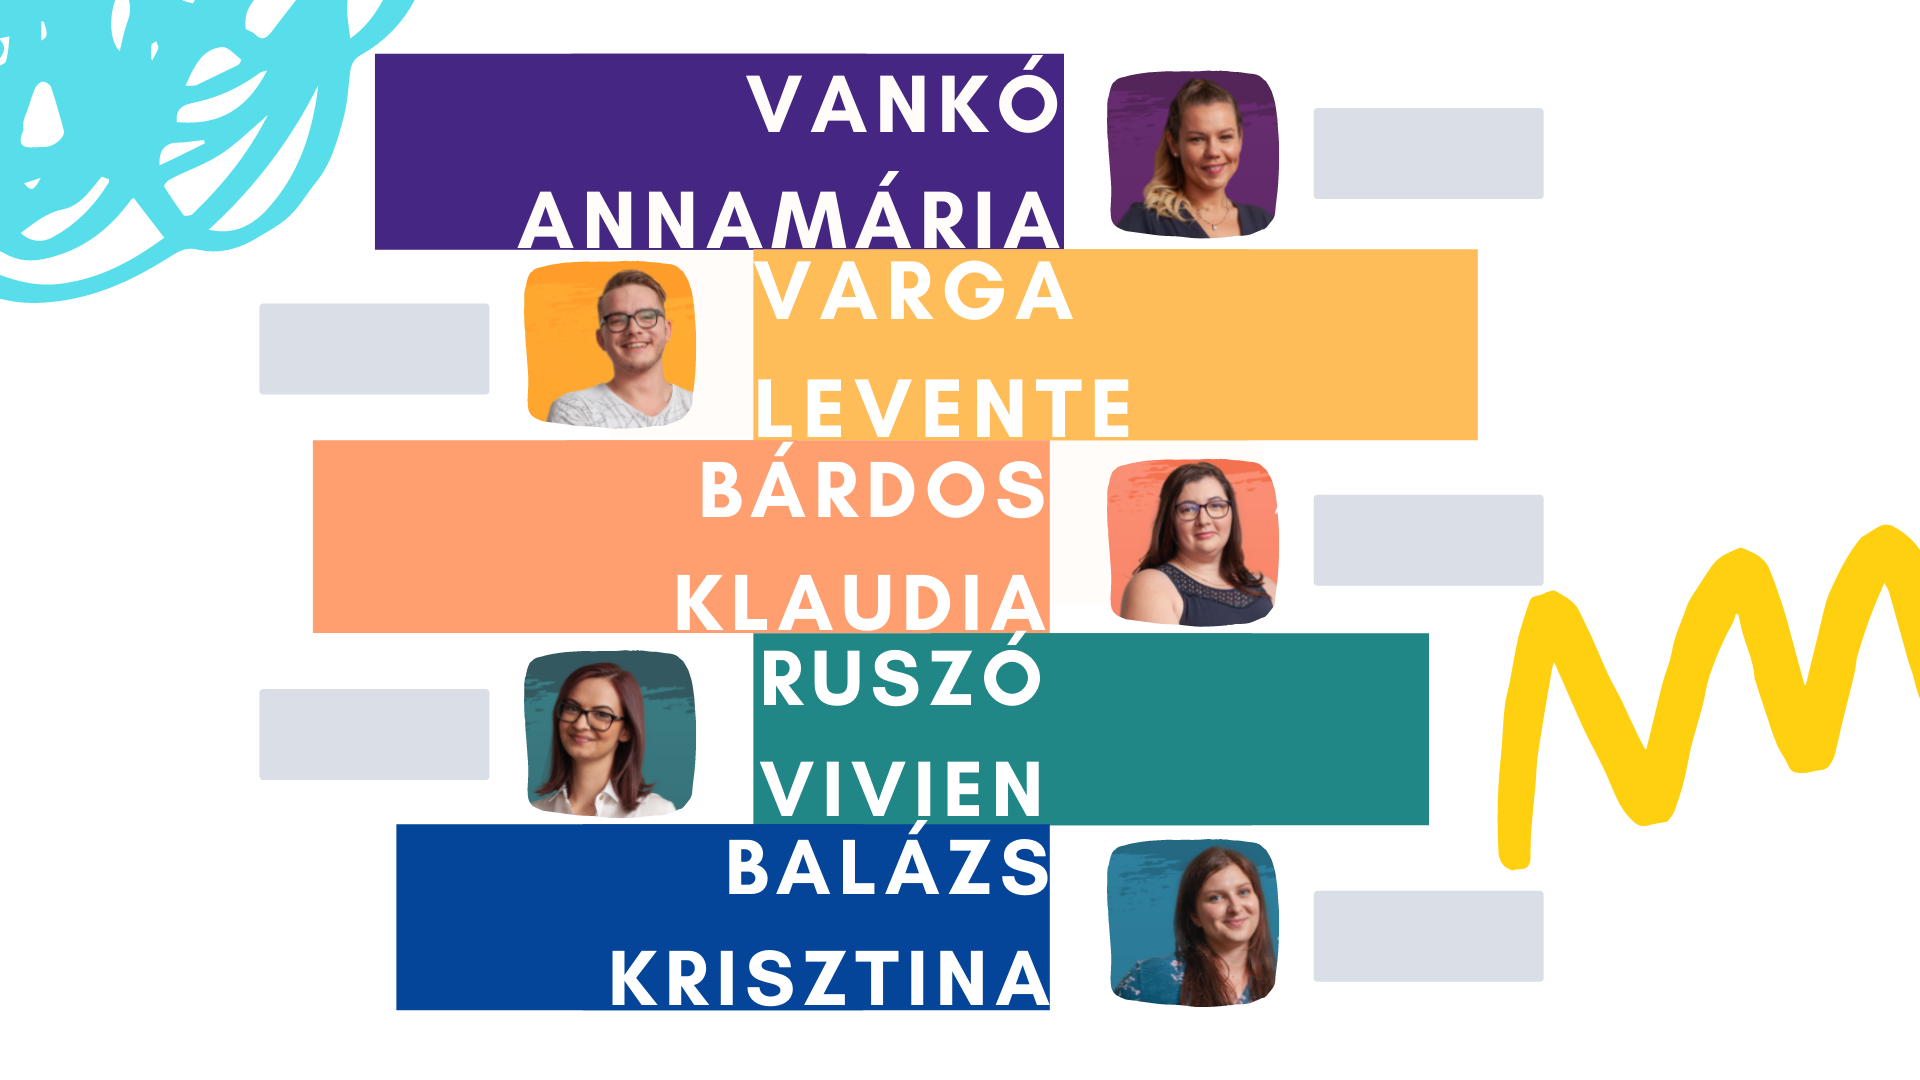 VANKÓ
ANNAMÁRIA
VARGA
LEVENTE
BÁRDOS
KLAUDIA
RUSZÓ
VIVIEN
BALÁZS
KRISZTINA